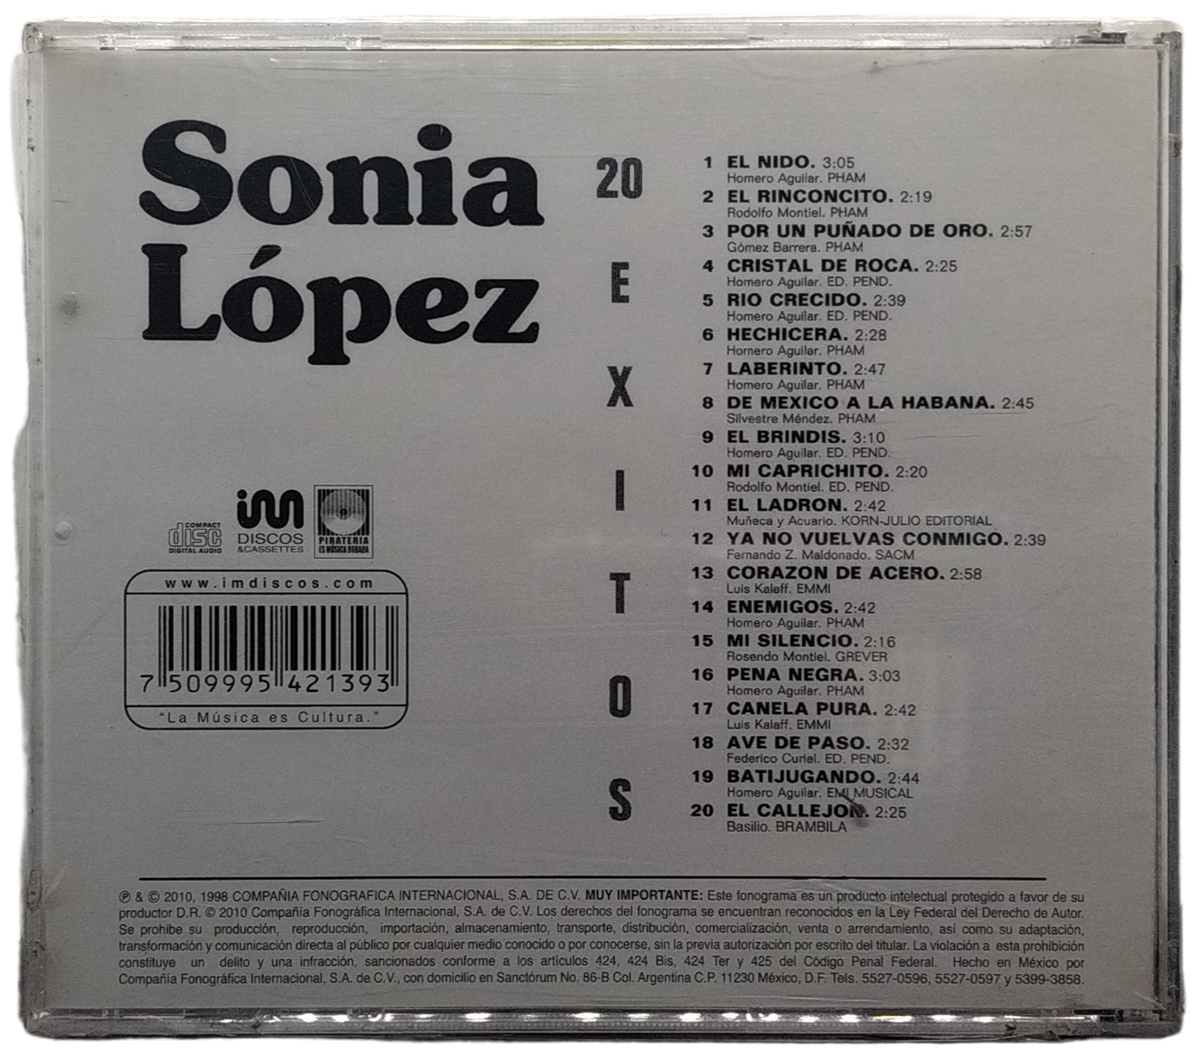 Sonia
López
20
E
X
I
T
O
S
1 EL NIDO. 3:05
Homero Aguilar. PHAM
2 EL RINCONCITO. 2:19
Rodolfo Montiel. PHAM
3 POR UN PUÑADO DE ORO. 2:57
Gómez Barrera. PHAM
4 CRISTAL DE ROCA. 2:25
Homero Aguilar. ED. PEND.
5 RIO CRECIDO. 2:39
Homero Aguilar. ED. PEND.
6 HECHICERA. 2:28
Homero Aguilar. PHAM
7 LABERINTO. 2:47
Homero Aguilar. PHAM
8 DE MEXICO A LA HABANA. 2:45
Silvestre Méndez. PHAM
9 EL BRINDIS. 3:10
Homero Aguilar. ED. PEND.
10 MI CAPRICHITO. 2:20
Rodolfo Montiel. ED. PEND.
11 EL LADRON. 2:42
Muñeca y Acuario. KORN-JULIO EDITORIAL
12 YA NO VUELVAS CONMIGO. 2:39
Fernando Z. Maldonado. SACM
13 CORAZON DE ACERO. 2:58
Luis Kalaff. EMMI
14 ENEMIGOS. 2:42
Homero Aguilar. PHAM
15 MI SILENCIO. 2:16
Rosendo Montiel. GREVER
16 PENA NEGRA. 3:03
Homero Aguilar. PHAM
17 CANELA PURA. 2:42
Luis Kalaff. EMMI
18 AVE DE PASO. 2:32
Federico Curiel. ED. PEND.
19 BATIJUGANDO. 2:44
Homero Aguilar. EMI MUSICAL
20 EL CALLEJON. 2:25
Basilio. BRAMBILA
COMPACT
disc
DIGITAL AUDIO
im
DISCOS
& CASSETTES
PIRATERIA
ES MÚSICA ROBADA
www.imdiscos.com
7 509995 421393
"La Música es Cultura."
℗ & © 2010, 1998 COMPAÑIA FONOGRAFICA INTERNACIONAL, S.A. DE C.V. MUY IMPORTANTE: Este fonograma es un producto intelectual protegido a favor de su
productor D.R. © 2010 Compañía Fonográfica Internacional, S.A. de C.V. Los derechos del fonograma se encuentran reconocidos en la Ley Federal del Derecho de Autor.
Se prohibe su producción, reproducción, importación, almacenamiento, transporte, distribución, comercialización, venta o arrendamiento, así como su adaptación,
transformación y comunicación directa al público por cualquier medio conocido o por conocerse, sin la previa autorización por escrito del titular. La violación a esta prohibición
constituye un delito y una infracción, sancionados conforme a los artículos 424, 424 Bis, 424 Ter y 425 del Código Penal Federal. Hecho en México por
Compañía Fonográfica Internacional, S.A. de C.V., con domicilio en Sanctórum No. 86-B Col. Argentina C.P. 11230 México, D.F. Tels. 5527-0596, 5527-0597 y 5399-3858.